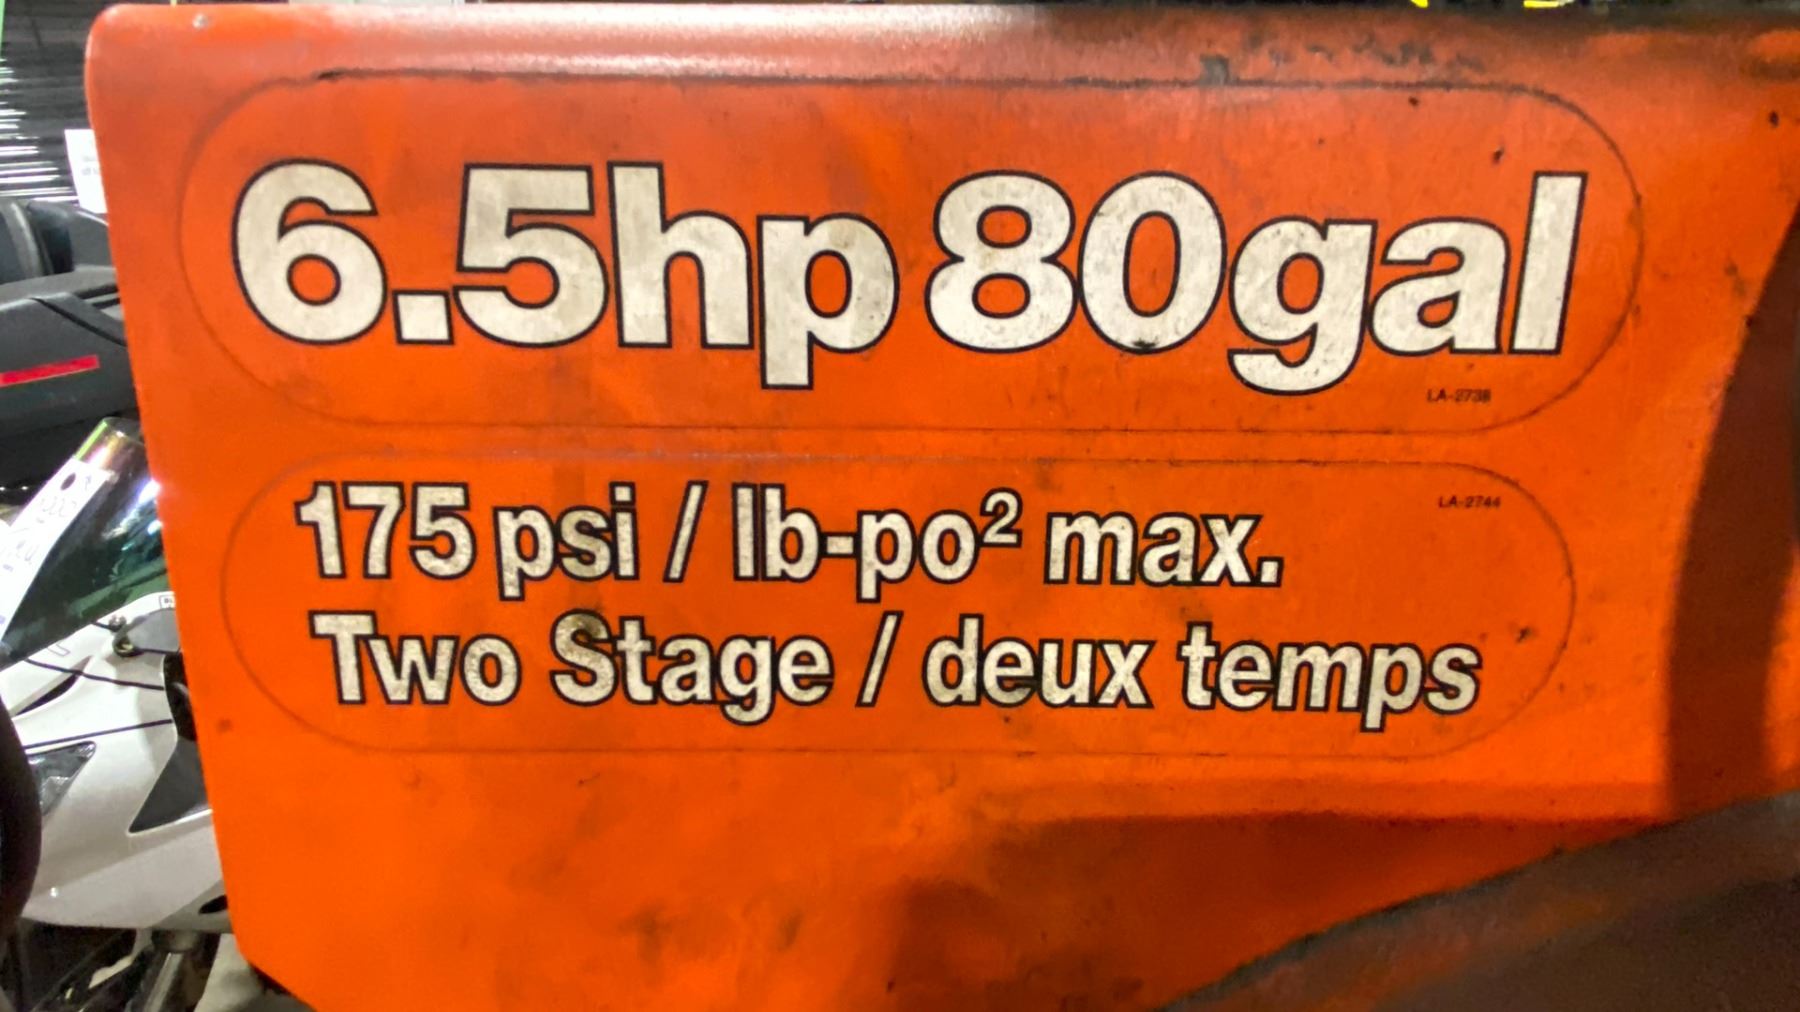 6.5hp 80gal
LA-2738
175 psi / lb-po² max.
LA-2744
Two Stage / deux temps